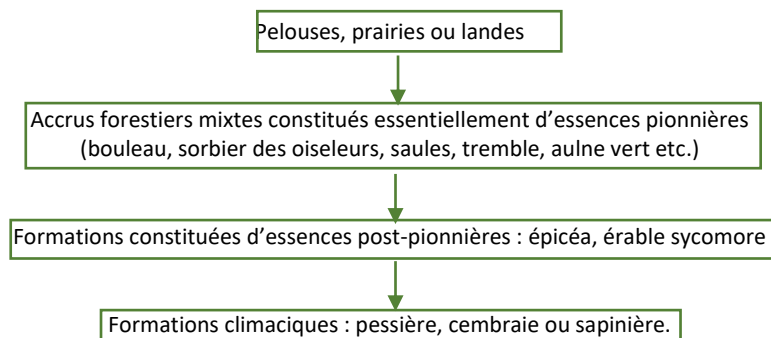 Pelouses, prairies ou landes
Accrus forestiers mixtes constitués essentiellement d’essences pionnières
(bouleau, sorbier des oiseleurs, saules, tremble, aulne vert etc.)
Formations constituées d’essences post-pionnières : épicéa, érable sycomore
Formations climaciques : pessière, cembraie ou sapinière.